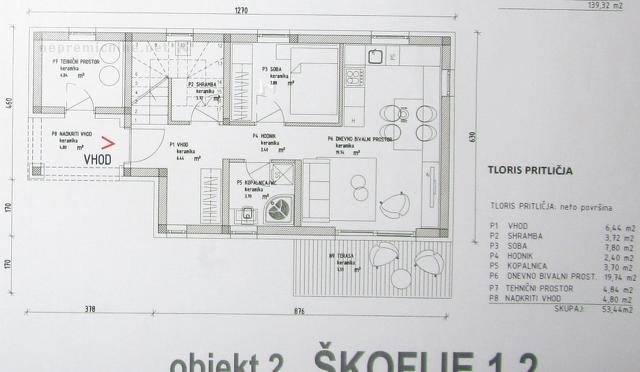 139,32 m2
1270
nepremicnine.net
P7 TEHNIČNI PROSTOR
keramika
4.84 m²
P2 SHRAMBA
keramika
3.72 m²
P3 SOBA
keramika
7.80 m²
460
630
P8 NADKRITI VHOD
keramika
4.80 m²
VHOD
P1 VHOD
keramika
6.44 m²
P4 HODNIK
keramika
2.40 m²
P6 DNEVNO BIVALNI PROSTOR
keramika
19.74 m²
P5 KOPALNICA/WC
keramika
3.70 m²
H
170
170
TERASA
keramika
m²
378
876
TLORIS PRITLIČJA
TLORIS PRITLIČJA: neto površina
P1 VHOD 6,44 m2
P2 SHRAMBA 3,72 m2
P3 SOBA 7,80 m2
P4 HODNIK 2,40 m2
P5 KOPALNICA 3,70 m2
P6 DNEVNO BIVALNI PROST. 19,74 m2
P7 TEHNIČNI PROSTOR 4,84 m2
P8 NADKRITI VHOD 4,80 m2
SKUPAJ: 53,44m2
objekt 2 ŠKOFIJE 1.2